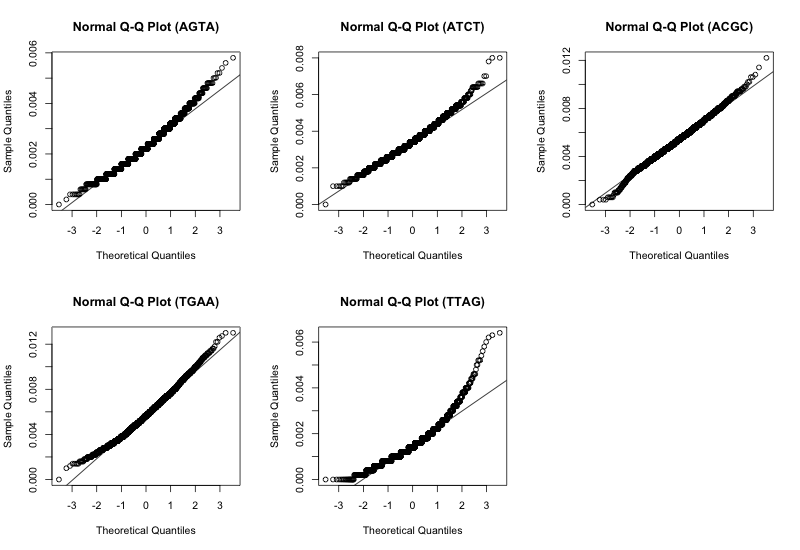 Normal Q-Q Plot (AGTA)
Sample Quantiles
0.000 0.002 0.004 0.006
-3 -2 -1 0 1 2 3
Theoretical Quantiles
Normal Q-Q Plot (ATCT)
Sample Quantiles
0.000 0.002 0.004 0.006 0.008
-3 -2 -1 0 1 2 3
Theoretical Quantiles
Normal Q-Q Plot (ACGC)
Sample Quantiles
0.000 0.004 0.008 0.012
-3 -2 -1 0 1 2 3
Theoretical Quantiles
Normal Q-Q Plot (TGAA)
Sample Quantiles
0.000 0.004 0.008 0.012
-3 -2 -1 0 1 2 3
Theoretical Quantiles
Normal Q-Q Plot (TTAG)
Sample Quantiles
0.000 0.002 0.004 0.006
-3 -2 -1 0 1 2 3
Theoretical Quantiles